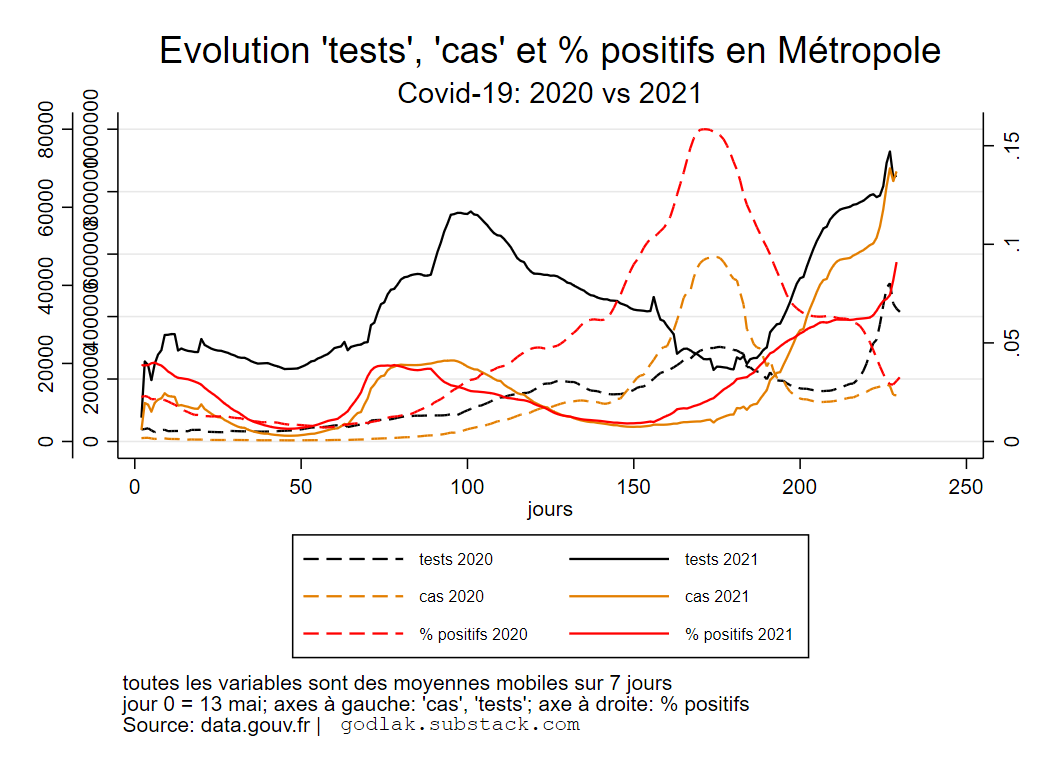 Evolution 'tests', 'cas' et % positifs en Métropole
Covid-19: 2020 vs 2021
0 20000 40000 60000 80000
0
0 .05 .1 .15
0 50 100 150 200 250
jours
tests 2020 tests 2021
cas 2020 cas 2021
% positifs 2020 % positifs 2021
toutes les variables sont des moyennes mobiles sur 7 jours
jour 0 = 13 mai; axes à gauche: 'cas', 'tests'; axe à droite: % positifs
Source: data.gouv.fr | godlak.substack.com